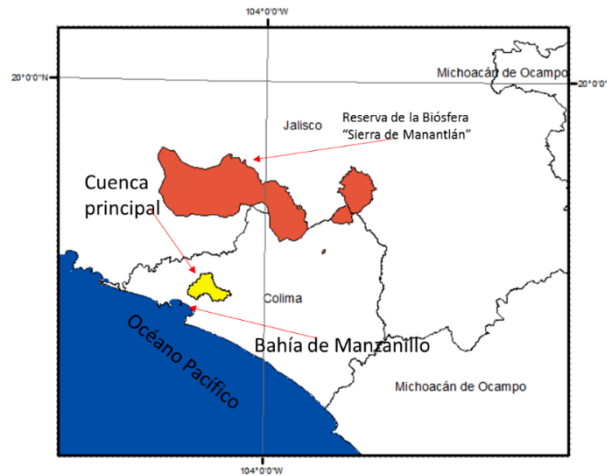 104°0'0"W
20°0'0"N
20°0'0"N
Michoacán de Ocampo
Jalisco
Reserva de la Biósfera
“Sierra de Manantlán”
Cuenca
principal
Colima
Bahía de Manzanillo
Océano Pacífico
Michoacán de Ocampo
104°0'0"W